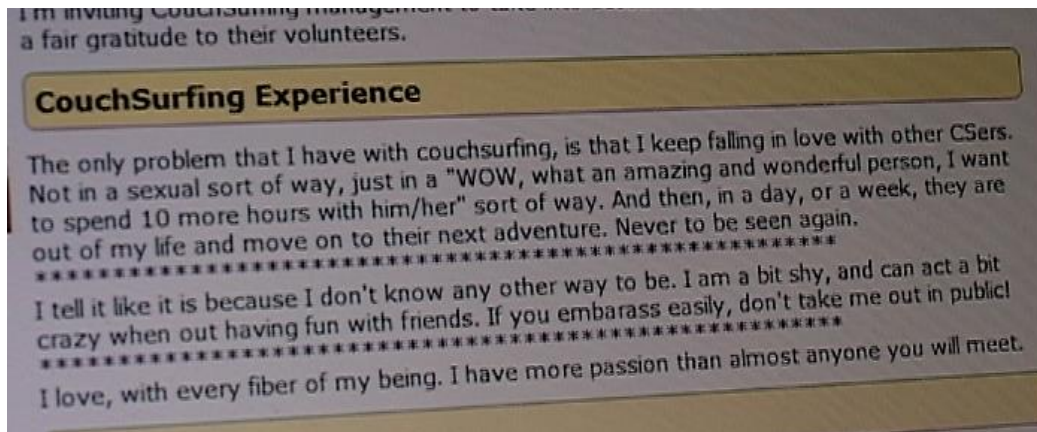 I'm inviting CouchSurfing management to take into
a fair gratitude to their volunteers.
CouchSurfing Experience
The only problem that I have with couchsurfing, is that I keep falling in love with other CSers.
Not in a sexual sort of way, just in a "WOW, what an amazing and wonderful person, I want
to spend 10 more hours with him/her" sort of way. And then, in a day, or a week, they are
out of my life and move on to their next adventure. Never to be seen again.
****************************************************************
I tell it like it is because I don't know any other way to be. I am a bit shy, and can act a bit
crazy when out having fun with friends. If you embarass easily, don't take me out in public!
****************************************************************
I love, with every fiber of my being. I have more passion than almost anyone you will meet.